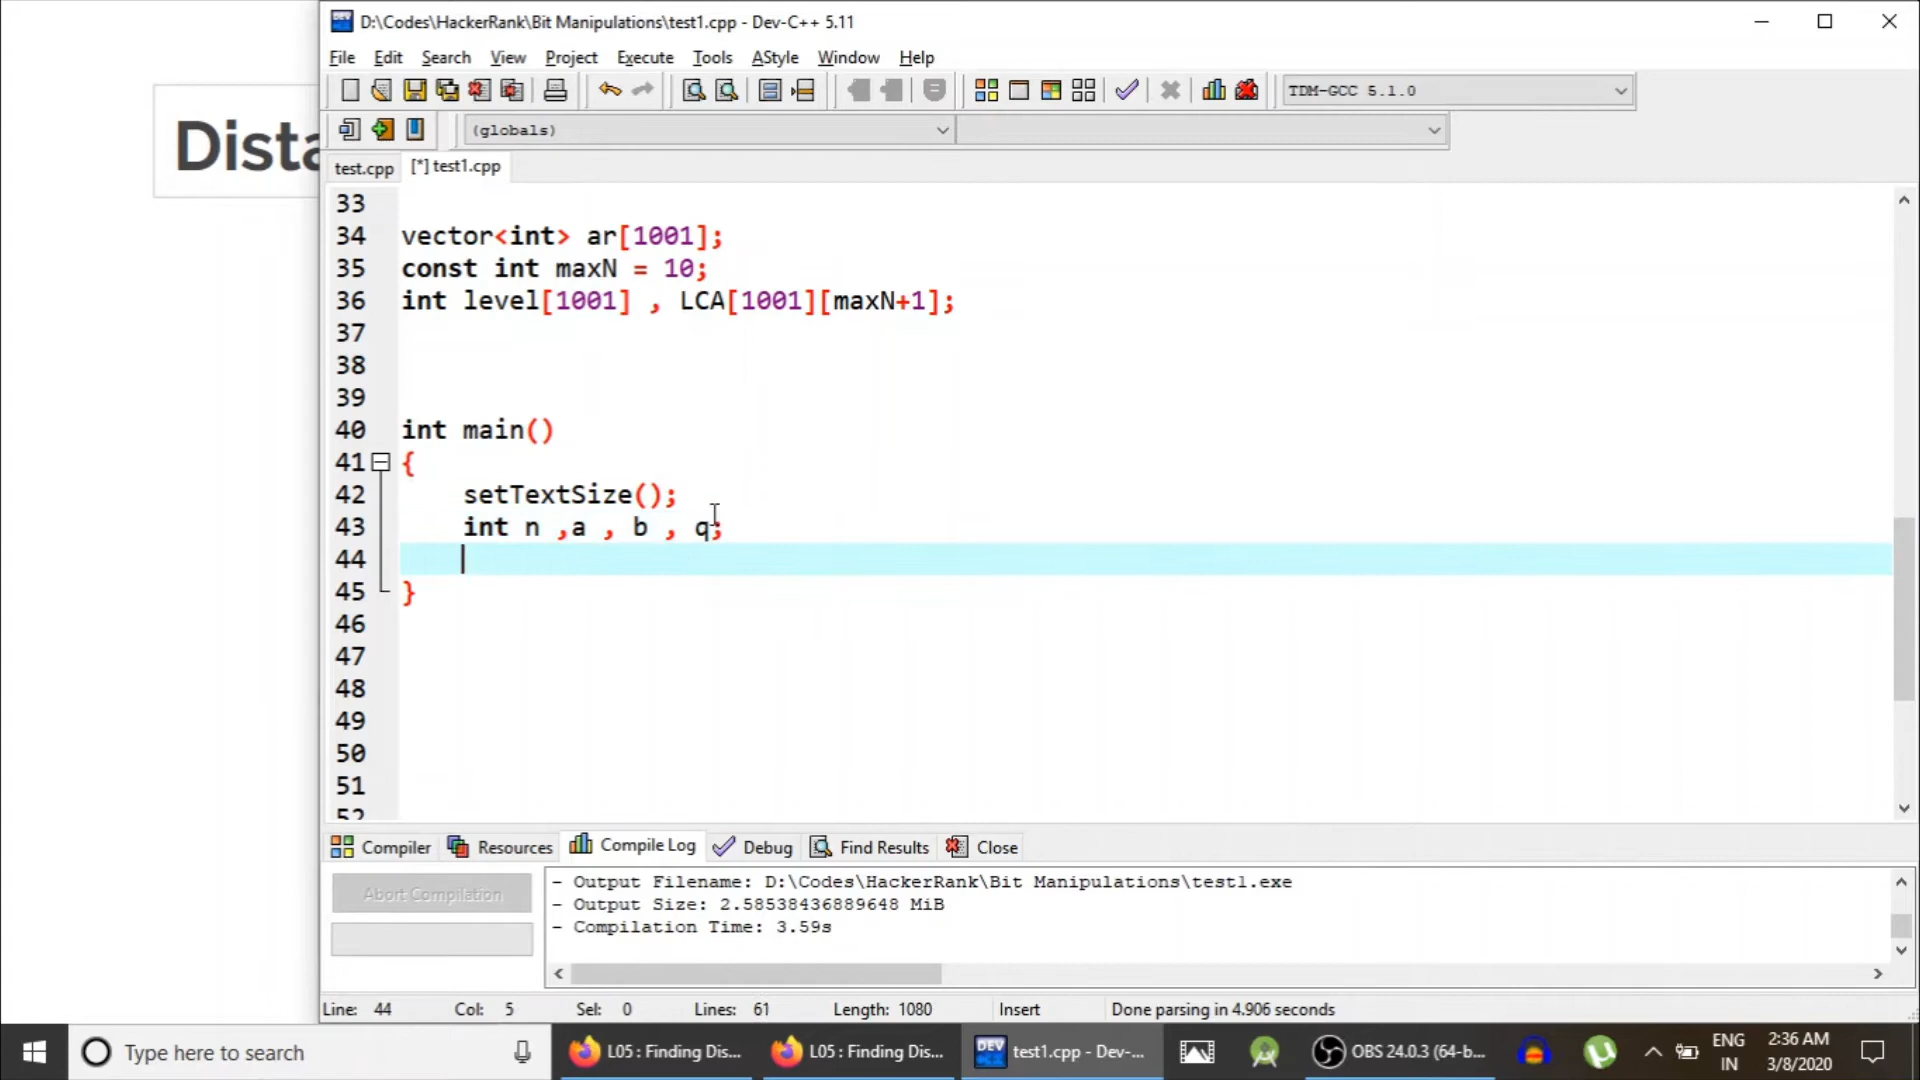 D:\Codes\HackerRank\Bit Manipulations\test1.cpp - Dev-C++ 5.11
File Edit Search View Project Execute Tools AStyle Window Help
TDM-GCC 5.1.0
(globals)
test.cpp [*] test1.cpp
33
34 vector<int> ar[1001];
35 const int maxN = 10;
36 int level[1001] , LCA[1001][maxN+1];
37
38
39
40 int main()
41 {
42 setTextSize();
43 int n ,a , b , q;
44
45 }
46
47
48
49
50
51
52
Compiler Resources Compile Log Debug Find Results Close
Abort Compilation
- Output Filename: D:\Codes\HackerRank\Bit Manipulations\test1.exe
- Output Size: 2.58538436889648 MiB
- Compilation Time: 3.59s
Line: 44 Col: 5 Sel: 0 Lines: 61 Length: 1080 Insert Done parsing in 4.906 seconds
DEV
Type here to search L05 : Finding Dis... L05 : Finding Dis... DEV test1.cpp - Dev-... OBS 24.0.3 (64-b... ENG 2:36 AM
IN 3/8/2020